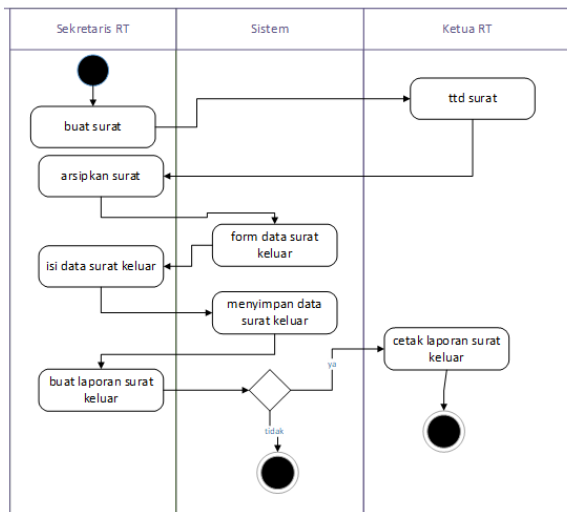 Sekretaris RT
Sistem
Ketua RT
buat surat
ttd surat
arsipkan surat
form data surat
keluar
isi data surat keluar
menyimpan data
surat keluar
buat laporan surat
keluar
ya
cetak laporan surat
keluar
tidak